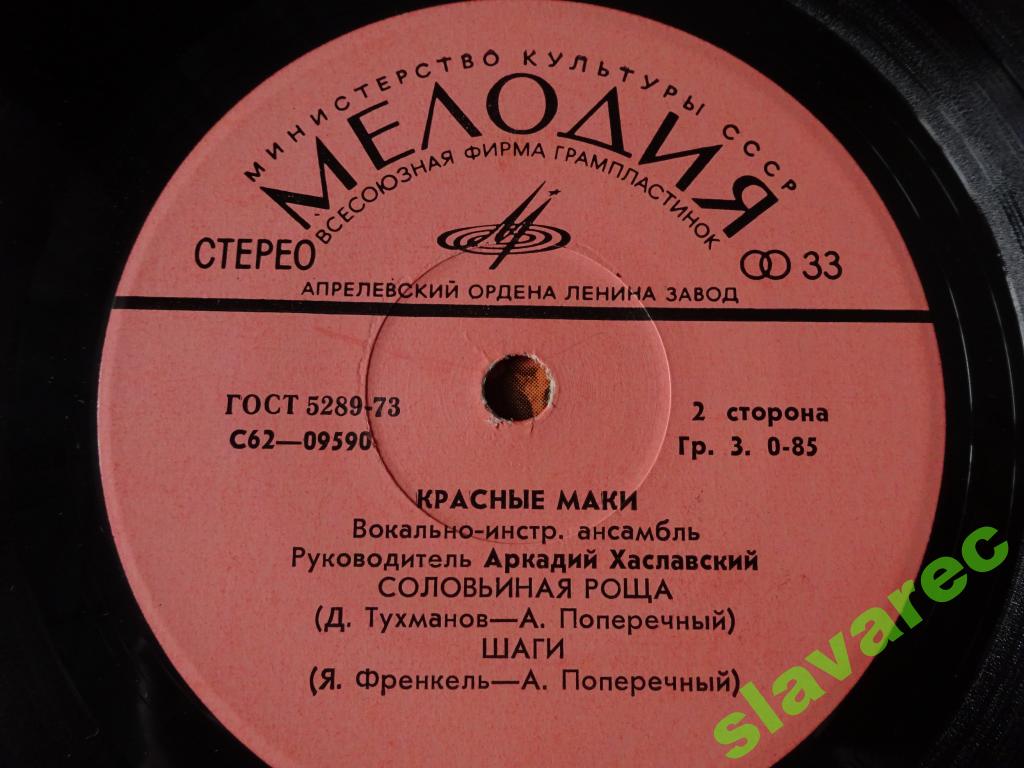 МИНИСТЕРСТВО КУЛЬТУРЫ СССР
МЕЛОДИЯ
ВСЕСОЮЗНАЯ ФИРМА ГРАМПЛАСТИНОК
СТЕРЕО
33
АПРЕЛЕВСКИЙ ОРДЕНА ЛЕНИНА ЗАВОД
ГОСТ 5289-73
2 сторона
С62—09590
Гр. 3. 0-85
КРАСНЫЕ МАКИ
Вокально-инстр. ансамбль
Руководитель Аркадий Хаславский
СОЛОВЬИНАЯ РОЩА
(Д. Тухманов—А. Поперечный)
ШАГИ
(Я. Френкель—А. Поперечный)
slavarec